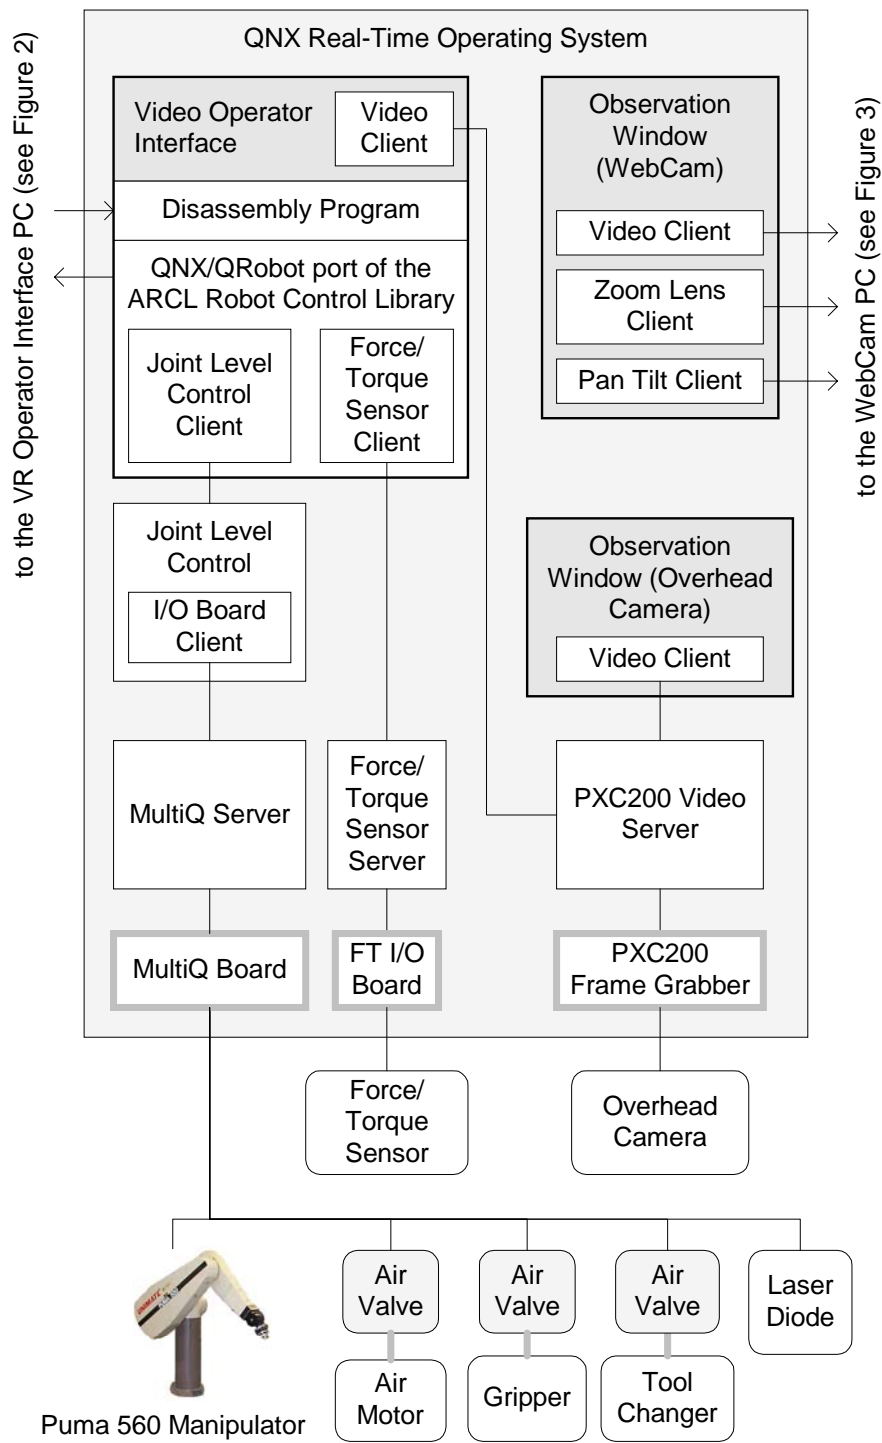 QNX Real-Time Operating System
to the VR Operator Interface PC (see Figure 2)
Video Operator
Interface
Video
Client
Disassembly Program
QNX/QRobot port of the
ARCL Robot Control Library
Joint Level
Control
Client
Force/
Torque
Sensor
Client
Observation
Window
(WebCam)
Video Client
Zoom Lens
Client
Pan Tilt Client
to the WebCam PC (see Figure 3)
Joint Level
Control
I/O Board
Client
Observation
Window (Overhead
Camera)
Video Client
MultiQ Server
Force/
Torque
Sensor
Server
PXC200 Video
Server
MultiQ Board
FT I/O
Board
PXC200
Frame Grabber
Force/
Torque
Sensor
Overhead
Camera
UNIMATE
Puma 560 Manipulator
Air
Valve
Air
Motor
Air
Valve
Gripper
Air
Valve
Tool
Changer
Laser
Diode